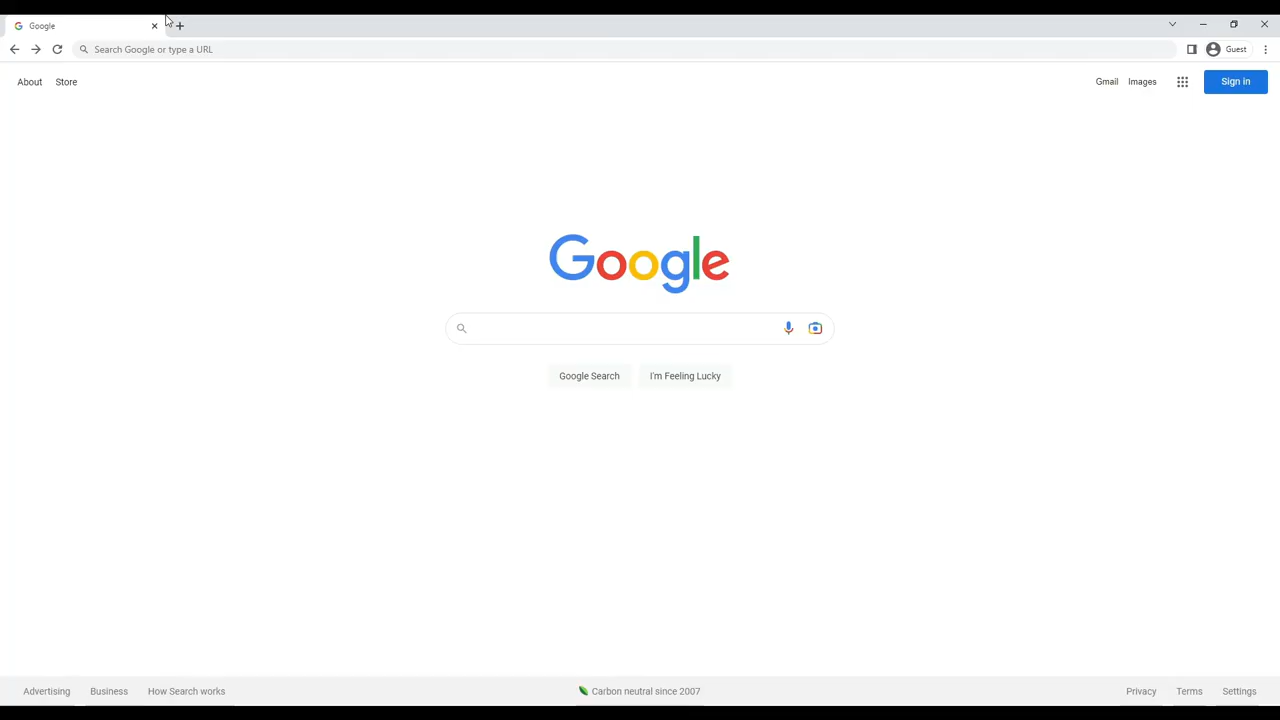 Google
Search Google or type a URL
Guest
About Store
Gmail Images Sign in
Google
Google Search I'm Feeling Lucky
Advertising Business How Search works
Carbon neutral since 2007
Privacy Terms Settings